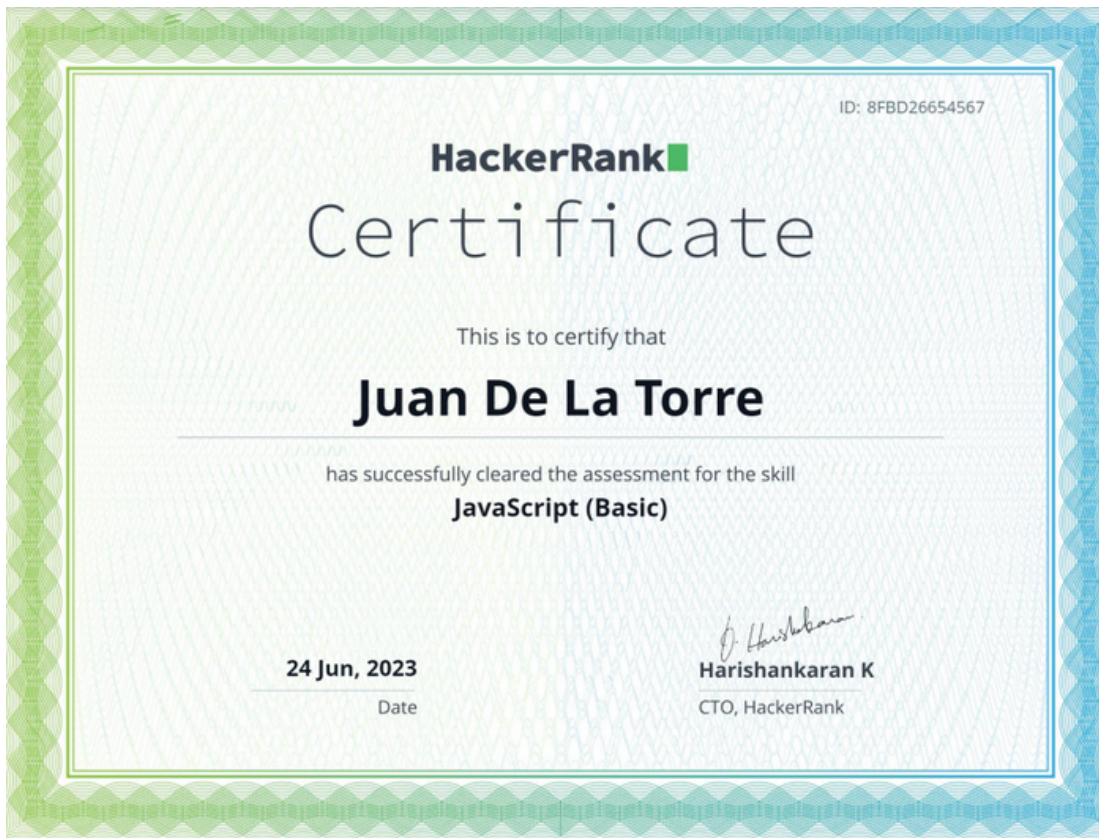 ID: 8FBD26654567
HackerRank
Certificate
This is to certify that
Juan De La Torre
has successfully cleared the assessment for the skill
JavaScript (Basic)
24 Jun, 2023
Date
Harishankaran K
CTO, HackerRank